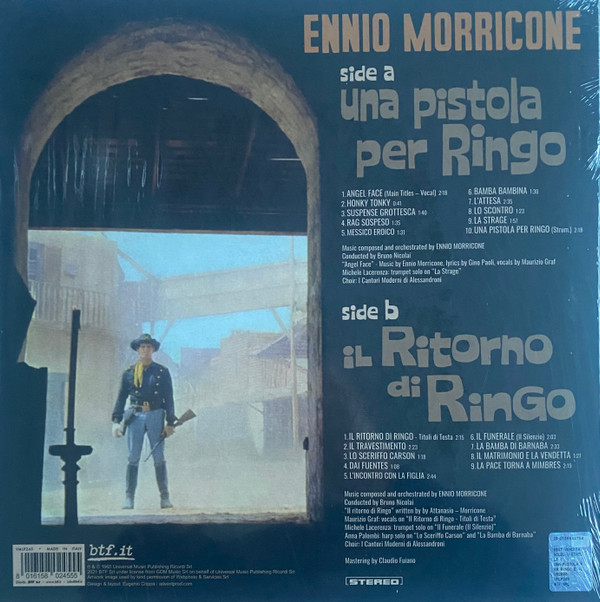 ENNIO MORRICONE
side a
una pistola
per Ringo
1. ANGEL FACE (Main Titles – Vocal) 2:18
2. HONKY TONKY 0:41
3. SUSPENSE GROTTESCA 1:48
4. RAG SOSPESO 1:35
5. MESSICO EROICO 1:31
6. BAMBA BAMBINA 1:30
7. L'ATTESA 2:35
8. LO SCONTRO 1:23
9. LA STRAGE 1:57
10. UNA PISTOLA PER RINGO (Strum.) 2:18
Music composed and orchestrated by ENNIO MORRICONE
Conducted by Bruno Nicolai
"Angel Face" - Music by Ennio Morricone, lyrics by Gino Paoli, vocals by Maurizio Graf
Michele Lacerenza: trumpet solo on "La Strage"
Choir: I Cantori Moderni di Alessandroni
side b
il Ritorno
di Ringo
1. IL RITORNO DI RINGO - Titoli di Testa 2:15
2. IL TRAVESTIMENTO 2:23
3. LO SCERIFFO CARSON 1:18
4. DAI FUENTES 1:08
5. L'INCONTRO CON LA FIGLIA 2:44
6. IL FUNERALE (Il Silenzio) 2:03
7. LA BAMBA DI BARNABA 2:33
8. IL MATRIMONIO E LA VENDETTA 1:21
9. LA PACE TORNA A MIMBRES 2:13
Music composed and orchestrated by ENNIO MORRICONE
Conducted by Bruno Nicolai
"Il ritorno di Ringo" written by by Attanasio – Morricone
Maurizio Graf: vocals on "Il Ritorno di Ringo - Titoli di Testa"
Michele Lacerenza: trumpet solo on "Il Funerale (Il Silenzio)
Anna Palomba: harp solo on "Lo Sceriffo Carson" and "La Bamba di Barnaba"
Choir: I Cantori Moderni di Alessandroni
Mastering by Claudio Fuiano
STEREO
MADE IN ITALY
8 016158 024555
btf.it